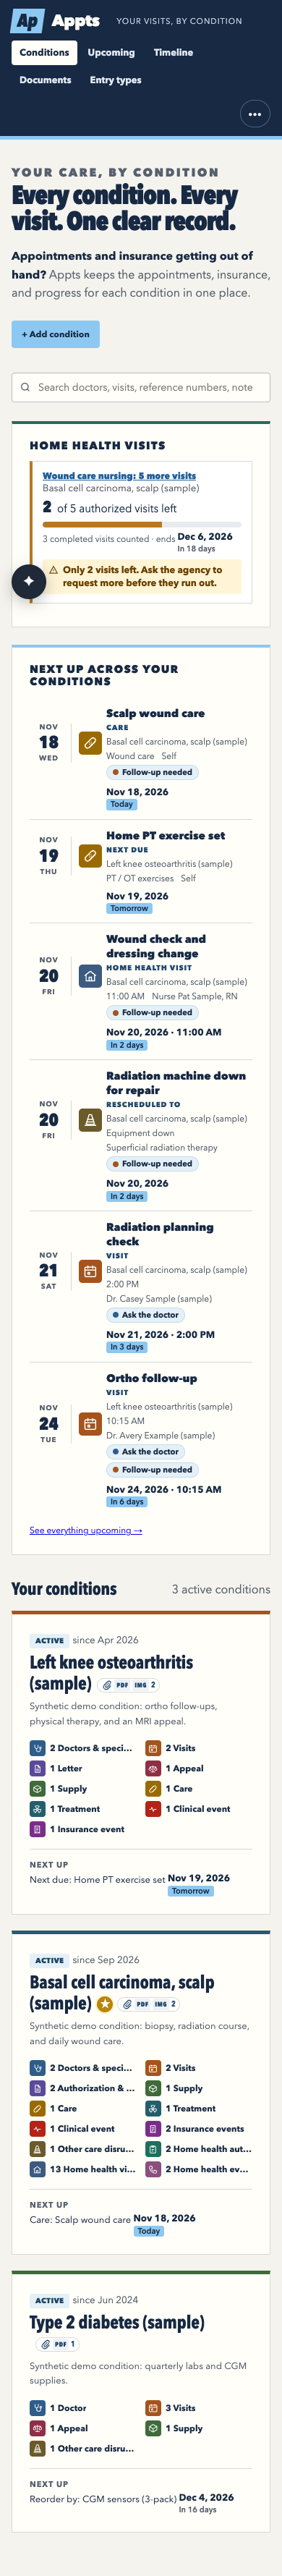 Ap Appts YOUR VISITS, BY CONDITION
Conditions Upcoming Timeline
Documents Entry types
YOUR CARE, BY CONDITION
Every condition. Every
visit. One clear record.
Appointments and insurance getting out of
hand? Appts keeps the appointments, insurance,
and progress for each condition in one place.
+ Add condition
Search doctors, visits, reference numbers, note
HOME HEALTH VISITS
Wound care nursing: 5 more visits
Basal cell carcinoma, scalp (sample)
2 of 5 authorized visits left
3 completed visits counted · ends Dec 6, 2026
In 18 days
Only 2 visits left. Ask the agency to
request more before they run out.
NEXT UP ACROSS YOUR
CONDITIONS
NOV
18
WED
Scalp wound care
CARE
Basal cell carcinoma, scalp (sample)
Wound care Self
Follow-up needed
Nov 18, 2026
Today
NOV
19
THU
Home PT exercise set
NEXT DUE
Left knee osteoarthritis (sample)
PT / OT exercises Self
Nov 19, 2026
Tomorrow
NOV
20
FRI
Wound check and
dressing change
HOME HEALTH VISIT
Basal cell carcinoma, scalp (sample)
11:00 AM Nurse Pat Sample, RN
Follow-up needed
Nov 20, 2026 · 11:00 AM
In 2 days
NOV
20
FRI
Radiation machine down
for repair
RESCHEDULED TO
Basal cell carcinoma, scalp (sample)
Equipment down
Superficial radiation therapy
Follow-up needed
Nov 20, 2026
In 2 days
NOV
21
SAT
Radiation planning
check
VISIT
Basal cell carcinoma, scalp (sample)
2:00 PM
Dr. Casey Sample (sample)
Ask the doctor
Nov 21, 2026 · 2:00 PM
In 3 days
NOV
24
TUE
Ortho follow-up
VISIT
Left knee osteoarthritis (sample)
10:15 AM
Dr. Avery Example (sample)
Ask the doctor
Follow-up needed
Nov 24, 2026 · 10:15 AM
In 6 days
See everything upcoming →
Your conditions 3 active conditions
ACTIVE since Apr 2026
Left knee osteoarthritis
(sample) PDF IMG 2
Synthetic demo condition: ortho follow-ups,
physical therapy, and an MRI appeal.
2 Doctors & speci... 2 Visits
1 Letter 1 Appeal
1 Supply 1 Care
1 Treatment 1 Clinical event
1 Insurance event
NEXT UP
Next due: Home PT exercise set Nov 19, 2026
Tomorrow
ACTIVE since Sep 2026
Basal cell carcinoma, scalp
(sample) PDF IMG 2
Synthetic demo condition: biopsy, radiation course,
and daily wound care.
2 Doctors & speci... 2 Visits
2 Authorization & ... 1 Supply
1 Care 1 Treatment
1 Clinical event 2 Insurance events
1 Other care disru... 2 Home health aut...
13 Home health vi... 2 Home health ev...
NEXT UP
Care: Scalp wound care Nov 18, 2026
Today
ACTIVE since Jun 2024
Type 2 diabetes (sample)
PDF 1
Synthetic demo condition: quarterly labs and CGM
supplies.
1 Doctor 3 Visits
1 Appeal 1 Supply
1 Other care disru...
NEXT UP
Reorder by: CGM sensors (3-pack) Dec 4, 2026
In 16 days